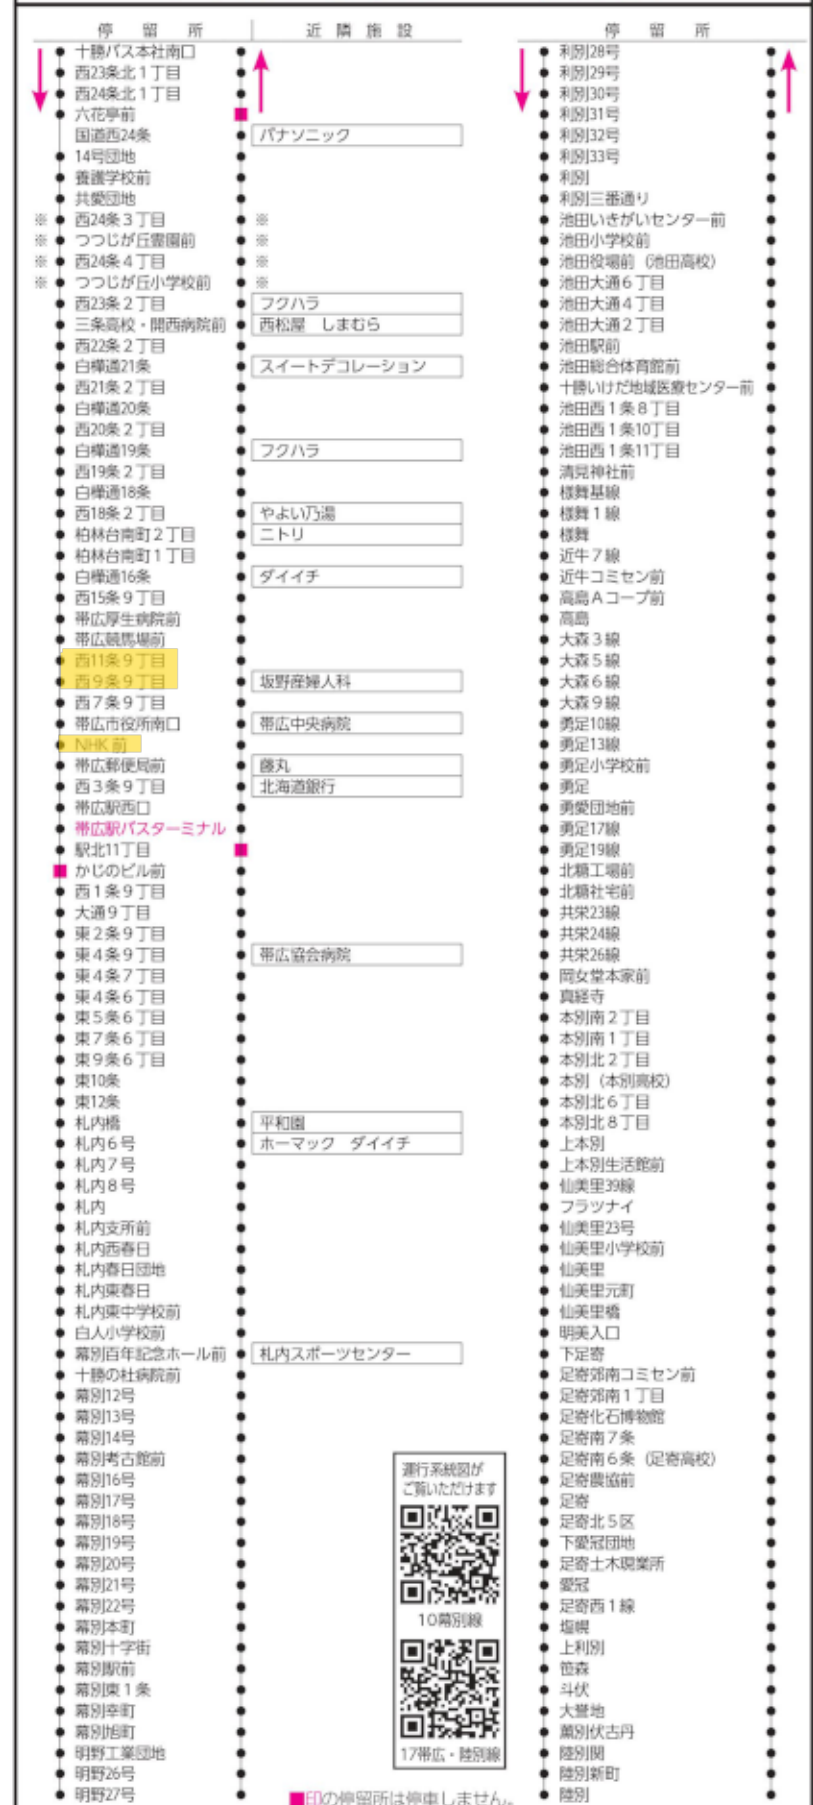 停留所 近隣施設
十勝バス本社南口
西23条北1丁目
西24条北1丁目
六花亭前
国道西24条 パナソニック
14号団地
養護学校前
共愛団地
※ 西24条3丁目 ※
※ つつじが丘霊園前 ※
※ 西24条4丁目 ※
※ つつじが丘小学校前 ※
西23条2丁目 フクハラ
三条高校・開西病院前 西松屋 しまむら
西22条2丁目
白樺通21条 スイートデコレーション
西21条2丁目
白樺通20条
西20条2丁目
白樺通19条 フクハラ
西19条2丁目
白樺通18条
西18条2丁目 やよい乃湯
柏林台南町2丁目 ニトリ
柏林台南町1丁目
白樺通16条 ダイイチ
西15条9丁目
帯広厚生病院前
帯広競馬場前
西11条9丁目
西9条9丁目 坂野産婦人科
西7条9丁目
帯広市役所南口 帯広中央病院
NHK前
帯広郵便局前 藤丸
西3条9丁目 北海道銀行
帯広駅西口
帯広駅バスターミナル
駅北11丁目
かじのビル前
西1条9丁目
大通9丁目
東2条9丁目
東4条9丁目 帯広協会病院
東4条7丁目
東4条6丁目
東5条6丁目
東7条6丁目
東9条6丁目
東10条
東12条
札内橋 平和園
札内6号 ホーマック ダイイチ
札内7号
札内8号
札内
札内支所前
札内西春日
札内春日団地
札内東春日
札内東中学校前
白人小学校前
幕別百年記念ホール前 札内スポーツセンター
十勝の杜病院前
幕別12号
幕別13号
幕別14号
幕別考古館前
幕別16号
幕別17号
幕別18号
幕別19号
幕別20号
幕別21号
幕別22号
幕別本町
幕別十字街
幕別駅前
幕別東1条
幕別幸町
幕別旭町
明野工業団地
明野26号
明野27号
運行系統図が
ご覧いただけます
10幕別線
17帯広・陸別線
■印の停留所は停車しません。
停留所
利別28号
利別29号
利別30号
利別31号
利別32号
利別33号
利別
利別三番通り
池田いきがいセンター前
池田小学校前
池田役場前（池田高校）
池田大通6丁目
池田大通4丁目
池田大通2丁目
池田駅前
池田総合体育館前
十勝いけだ地域医療センター前
池田西1条8丁目
池田西1条10丁目
池田西1条11丁目
清見神社前
様舞基線
様舞1線
様舞
近牛7線
近牛コミセン前
高島Aコープ前
高島
大森3線
大森5線
大森6線
大森9線
勇足10線
勇足13線
勇足小学校前
勇足
勇愛団地前
勇足17線
勇足19線
北糖工場前
北糖社宅前
共栄23線
共栄24線
共栄26線
岡女堂本家前
真経寺
本別南2丁目
本別南1丁目
本別北2丁目
本別（本別高校）
本別北6丁目
本別北8丁目
上本別
上本別生活館前
仙美里39線
フラツナイ
仙美里23号
仙美里小学校前
仙美里
仙美里元町
仙美里橋
明美入口
下足寄
足寄郊南コミセン前
足寄郊南1丁目
足寄化石博物館
足寄南7条
足寄南6条（足寄高校）
足寄農協前
足寄
足寄北5区
下愛冠団地
足寄土木現業所
愛冠
足寄西1線
塩幌
上利別
笹森
斗伏
大誉地
薫別伏古丹
陸別関
陸別新町
陸別